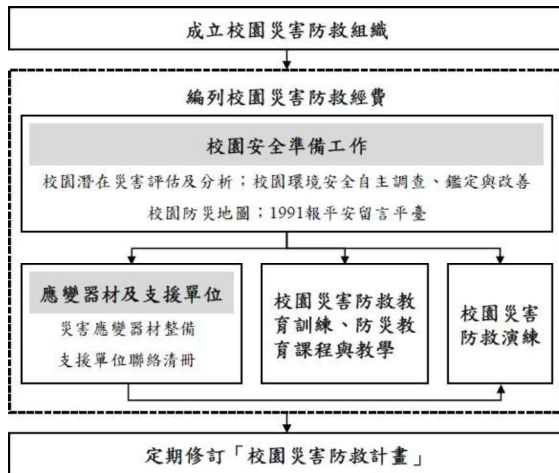 成立校園災害防救組織
編列校園災害防救經費
校園安全準備工作
校園潛在災害評估及分析；校園環境安全自主調查、鑑定與改善
校園防災地圖；1991報平安留言平臺
應變器材及支援單位
災害應變器材整備
支援單位聯絡清冊
校園災害防救教
育訓練、防災教
育課程與教學
校園災害
防救演練
定期修訂「校園災害防救計畫」